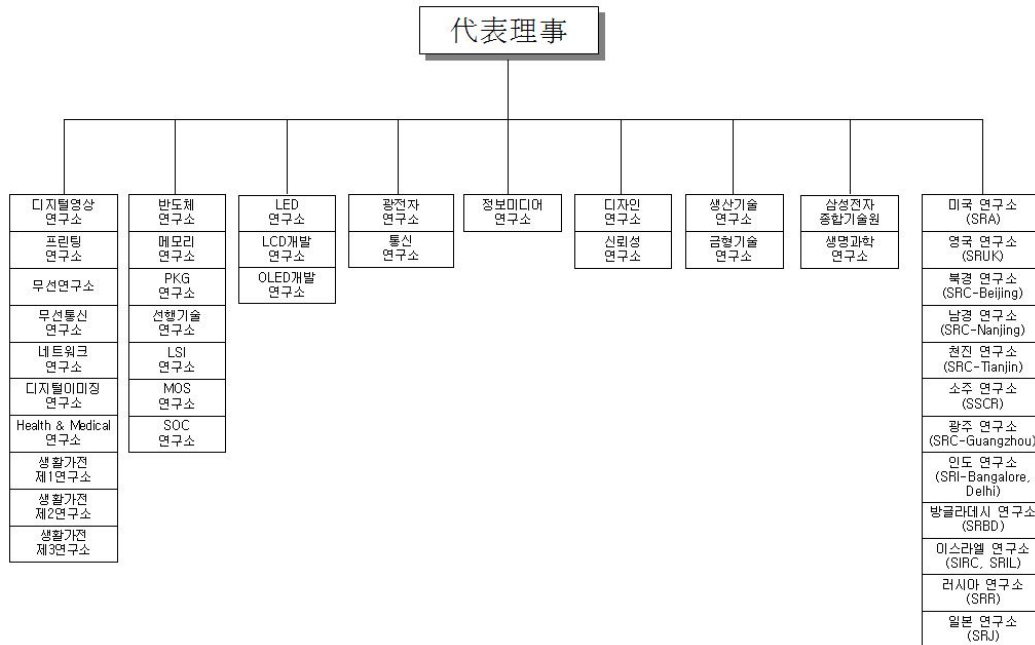 代表理事
디지털영상
연구소
프린팅
연구소
무선연구소
무선통신
연구소
네트워크
연구소
디지털이미징
연구소
Health & Medical
연구소
생활가전
제1연구소
생활가전
제2연구소
생활가전
제3연구소
반도체
연구소
메모리
연구소
PKG
연구소
선행기술
연구소
LSI
연구소
MOS
연구소
SOC
연구소
LED
연구소
LCD개발
연구소
OLED개발
연구소
광전자
연구소
통신
연구소
정보미디어
연구소
디자인
연구소
신뢰성
연구소
생산기술
연구소
금형기술
연구소
삼성전자
종합기술원
생명과학
연구소
미국 연구소
(SRA)
영국 연구소
(SRUK)
북경 연구소
(SRC-Beijing)
남경 연구소
(SRC-Nanjing)
천진 연구소
(SRC-Tianjin)
소주 연구소
(SSCR)
광주 연구소
(SRC-Guangzhou)
인도 연구소
(SRI-Bangalore,
Delhi)
방글라데시 연구소
(SRBD)
이스라엘 연구소
(SIRC, SRIL)
러시아 연구소
(SRR)
일본 연구소
(SRJ)